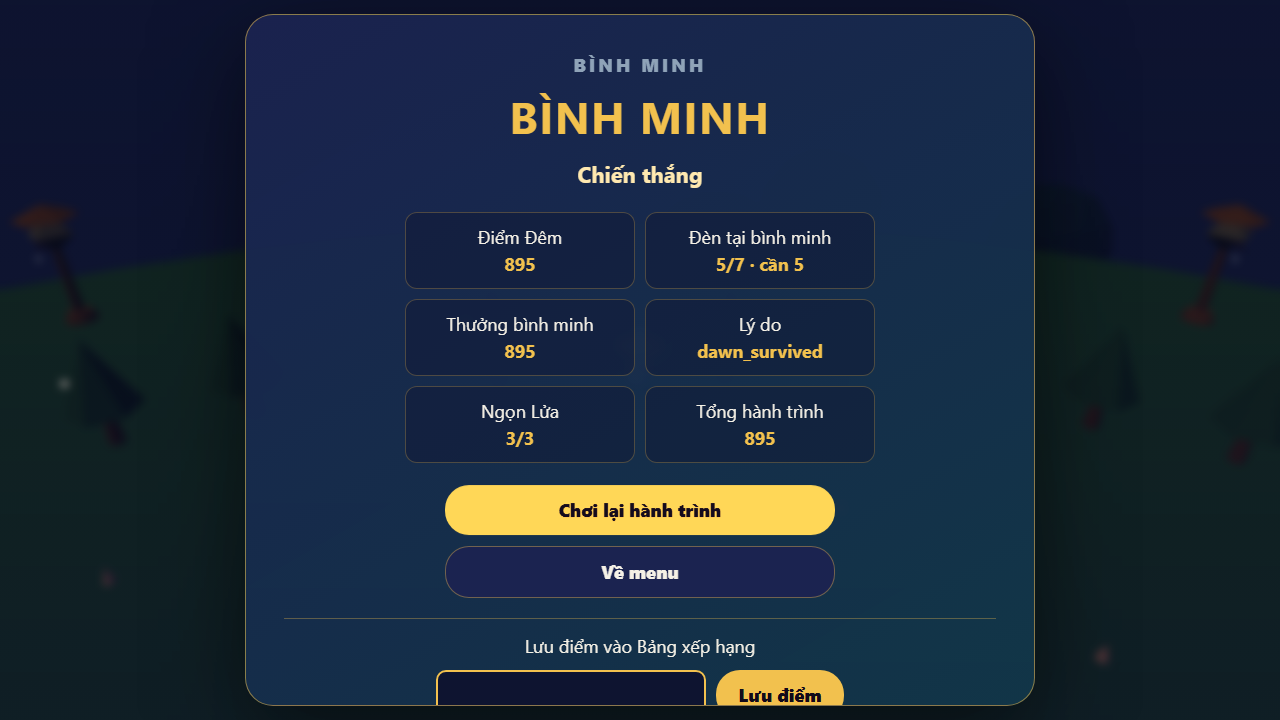 BÌNH MINH
BÌNH MINH
Chiến thắng
Điểm Đêm
895
Đèn tại bình minh
5/7 · cần 5
Thưởng bình minh
895
Lý do
dawn_survived
Ngọn Lửa
3/3
Tổng hành trình
895
Chơi lại hành trình
Về menu
Lưu điểm vào Bảng xếp hạng
Lưu điểm